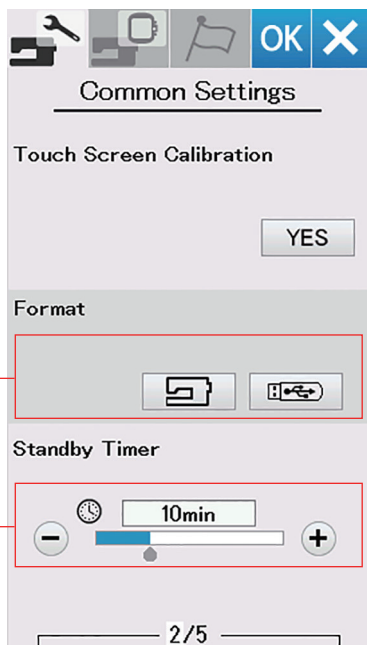 OK
Common Settings
Touch Screen Calibration
YES
Format
Standby Timer
10min
2/5